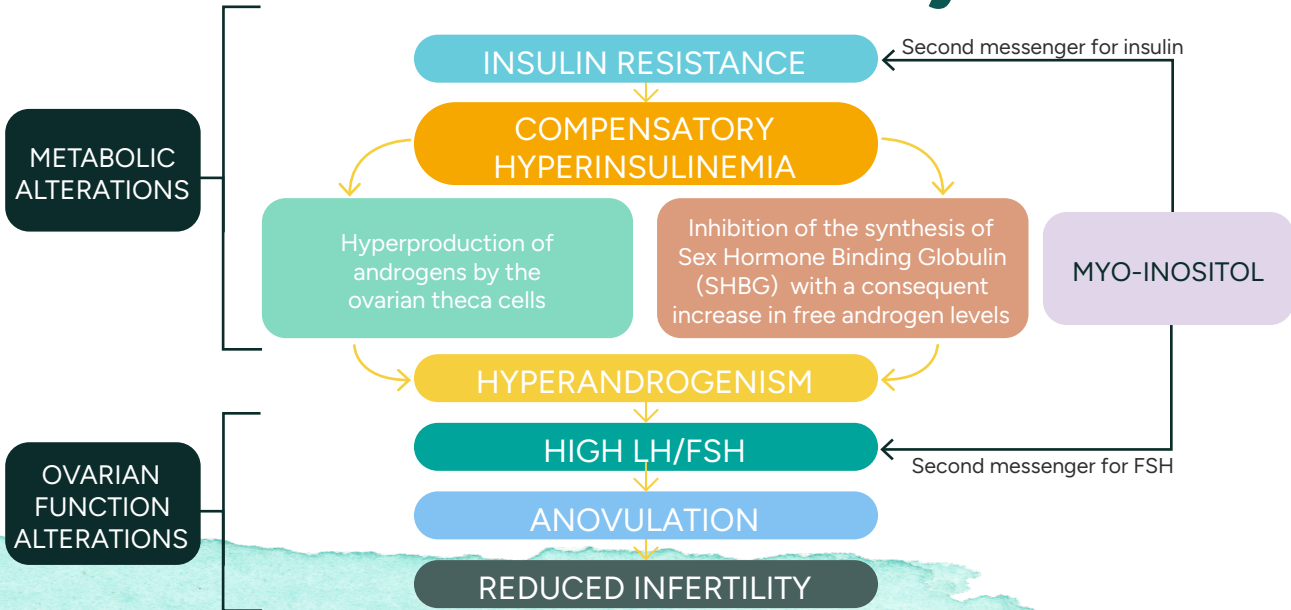 Second messenger for insulin
INSULIN RESISTANCE
COMPENSATORY
HYPERINSULINEMIA
METABOLIC
ALTERATIONS
Hyperproduction of
androgens by the
ovarian theca cells
Inhibition of the synthesis of
Sex Hormone Binding Globulin
(SHBG) with a consequent
increase in free androgen levels
MYO-INOSITOL
HYPERANDROGENISM
HIGH LH/FSH
Second messenger for FSH
OVARIAN
FUNCTION
ALTERATIONS
ANOVULATION
REDUCED INFERTILITY